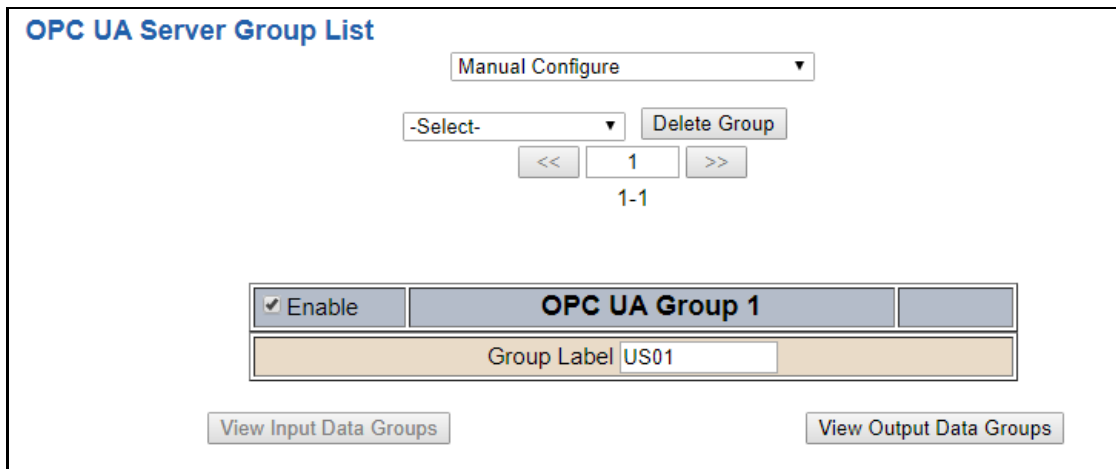 OPC UA Server Group List
Manual Configure
-Select- Delete Group
<< 1 >>
1-1
Enable OPC UA Group 1
Group Label US01
View Input Data Groups View Output Data Groups